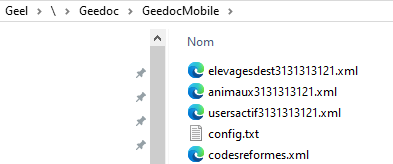 Geel > \ > Geedoc > GeedocMobile >
Nom
elevagesdest3131313121.xml
animaux3131313121.xml
usersactif3131313121.xml
config.txt
codesreformes.xml